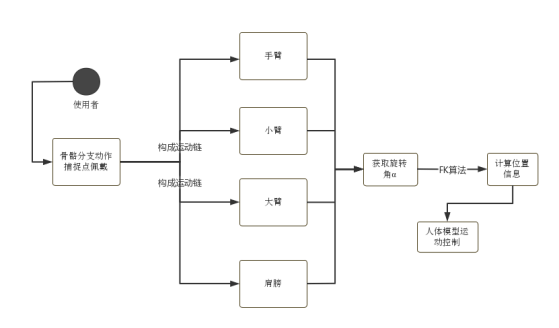 手臂
使用者
构成运动链
小臂
骨骼分支动作
捕捉点佩戴
获取旋转
角α
FK算法
计算位置
信息
构成运动链
大臂
人体模型运
动控制
肩膀